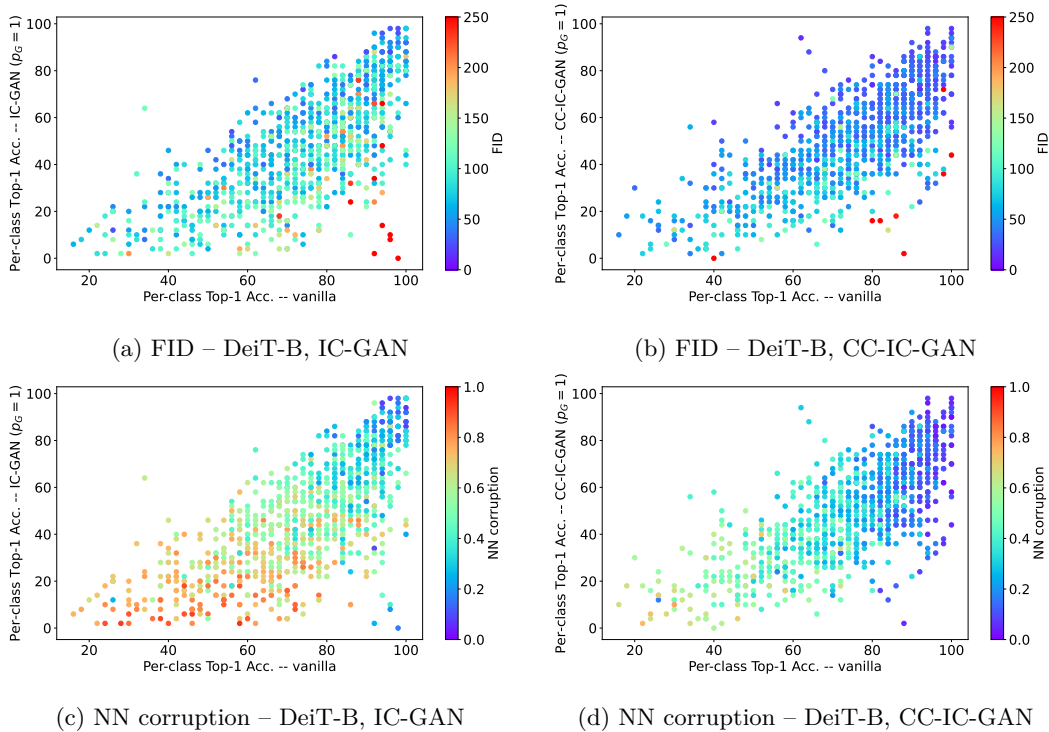 100
80
60
40
20
0
Per-class Top-1 Acc. -- IC-GAN (p_G = 1)
20 40 60 80 100
Per-class Top-1 Acc. -- vanilla
250
200
150
100
50
0
FID
(a) FID – DeiT-B, IC-GAN
100
80
60
40
20
0
Per-class Top-1 Acc. -- CC-IC-GAN (p_G = 1)
20 40 60 80 100
Per-class Top-1 Acc. -- vanilla
250
200
150
100
50
0
FID
(b) FID – DeiT-B, CC-IC-GAN
100
80
60
40
20
0
Per-class Top-1 Acc. -- IC-GAN (p_G = 1)
20 40 60 80 100
Per-class Top-1 Acc. -- vanilla
1.0
0.8
0.6
0.4
0.2
0.0
NN corruption
(c) NN corruption – DeiT-B, IC-GAN
100
80
60
40
20
0
Per-class Top-1 Acc. -- CC-IC-GAN (p_G = 1)
20 40 60 80 100
Per-class Top-1 Acc. -- vanilla
1.0
0.8
0.6
0.4
0.2
0.0
NN corruption
(d) NN corruption – DeiT-B, CC-IC-GAN